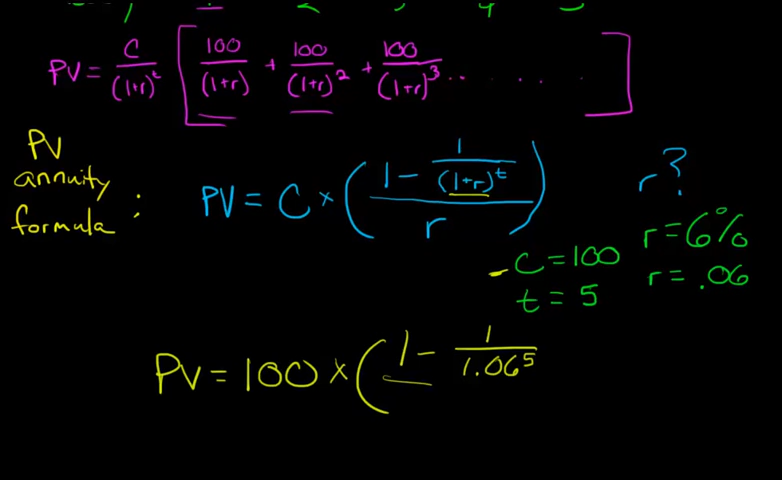 PV = C/(1+r)^t [ 100/(1+r) + 100/(1+r)^2 + 100/(1+r)^3 .. . . . . ]
PV annuity formula : PV = C × ( (1 - 1/(1+r)^t) / r )
r?
r = 6%
C = 100
r = .06
t = 5
PV = 100 × ( 1 - 1/1.06^5